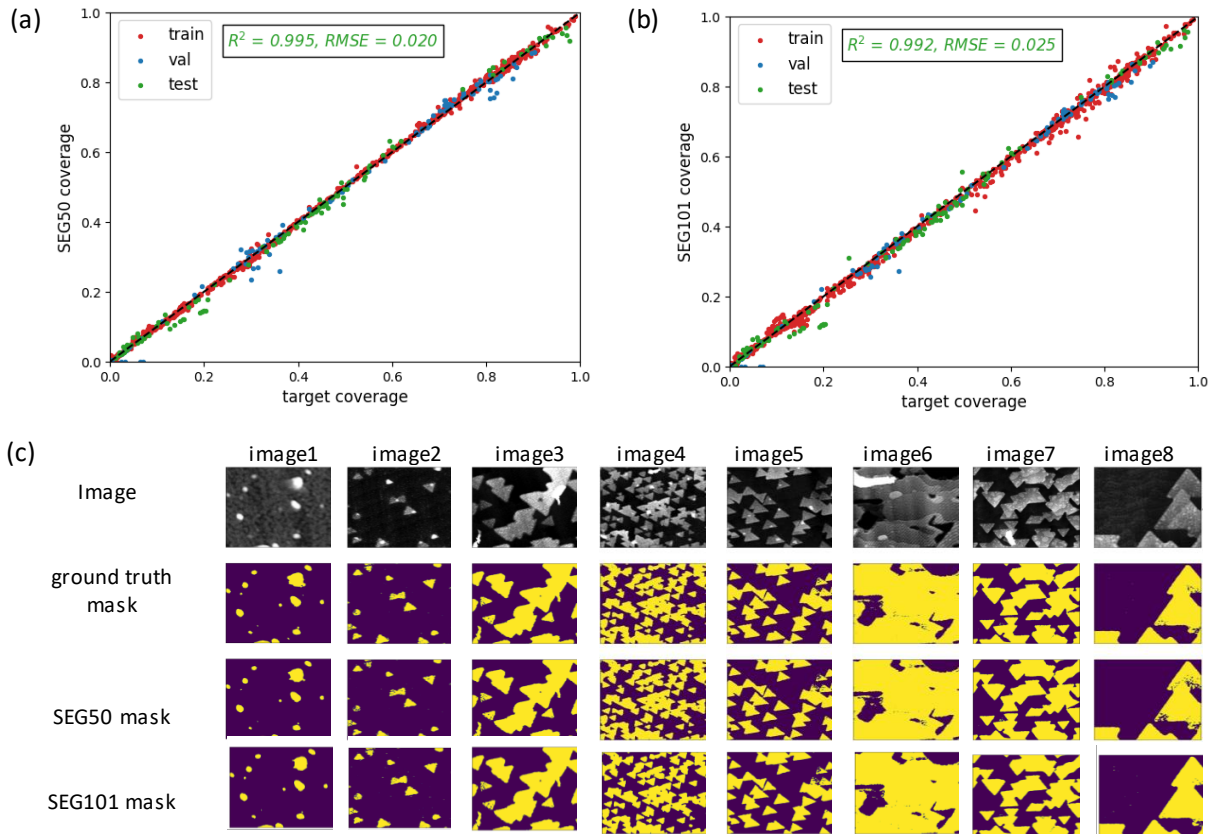 (a)
train
val
test
R² = 0.995, RMSE = 0.020
SEG50 coverage
1.0
0.8
0.6
0.4
0.2
0.0
0.0 0.2 0.4 0.6 0.8 1.0
target coverage
(b)
train
val
test
R² = 0.992, RMSE = 0.025
SEG101 coverage
1.0
0.8
0.6
0.4
0.2
0.0
0.0 0.2 0.4 0.6 0.8 1.0
target coverage
(c)
image1 image2 image3 image4 image5 image6 image7 image8
Image
ground truth
mask
SEG50 mask
SEG101 mask